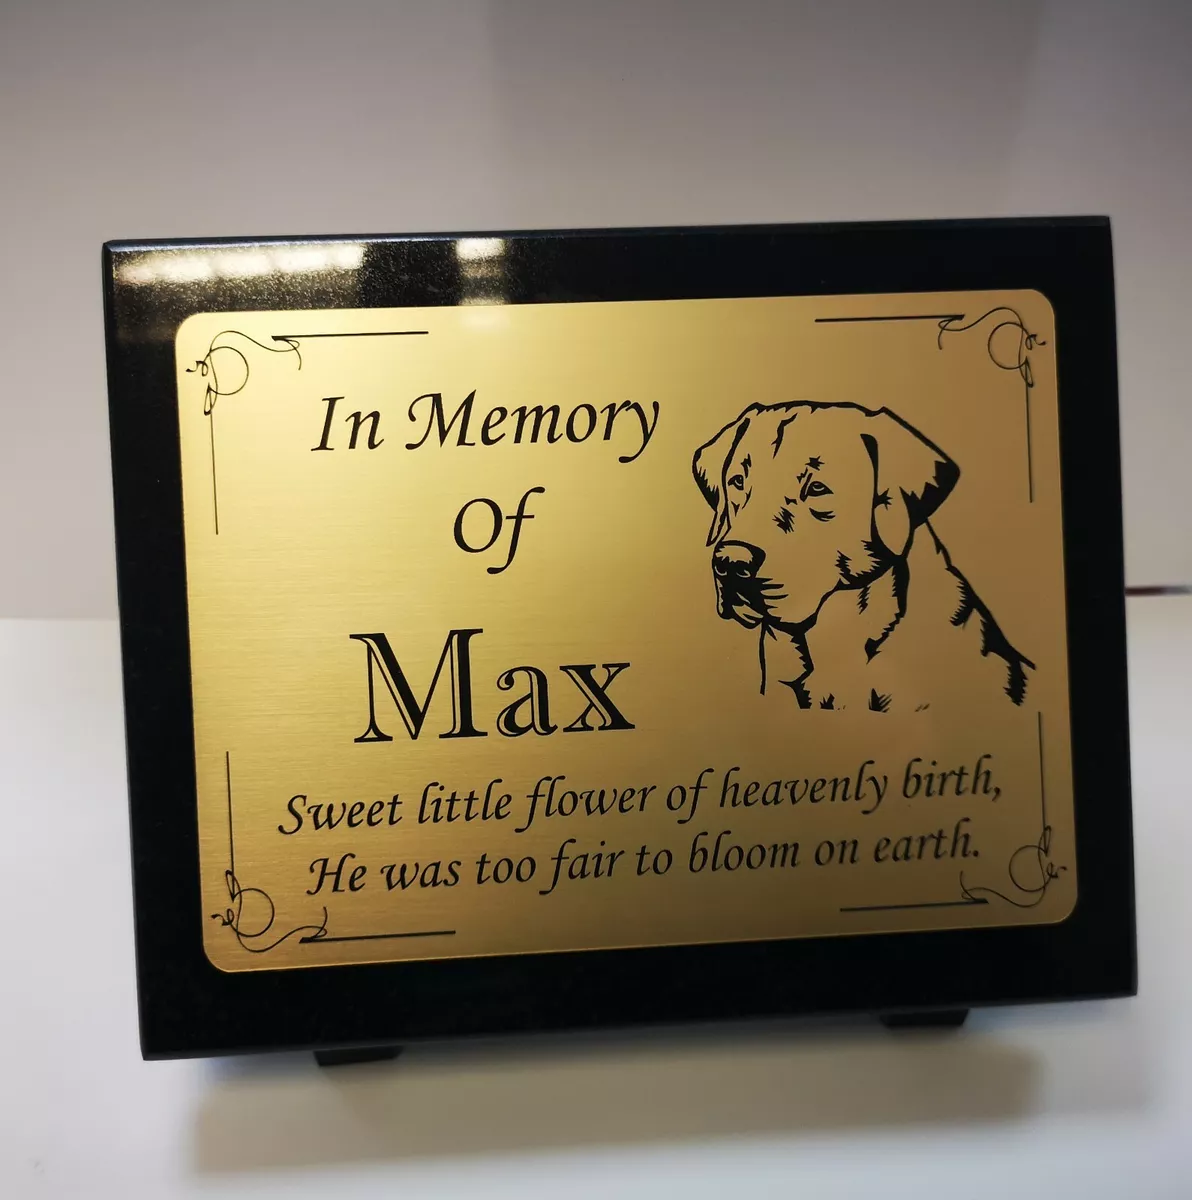 In Memory
Of
Max
Sweet little flower of heavenly birth,
He was too fair to bloom on earth.